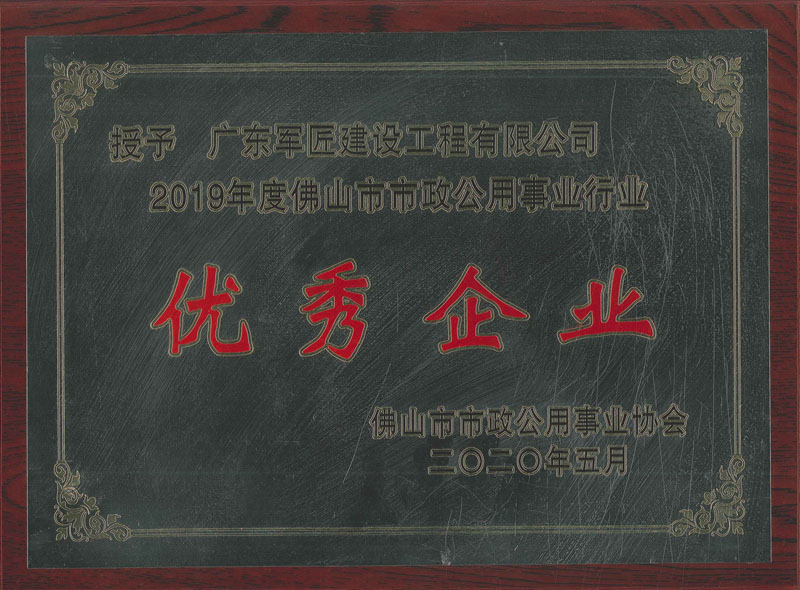 授予 广东军匠建设工程有限公司
2019年度佛山市市政公用事业行业
优秀企业
佛山市市政公用事业协会
二〇二〇年五月